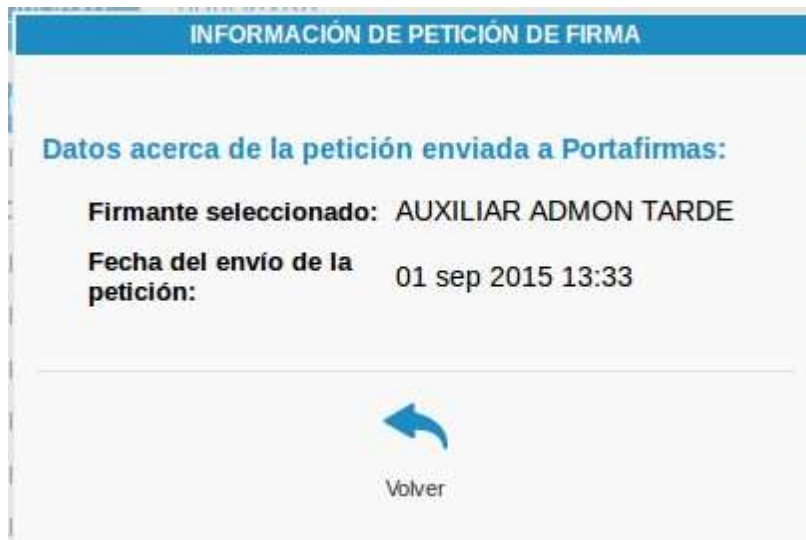 INFORMACIÓN DE PETICIÓN DE FIRMA
Datos acerca de la petición enviada a Portafirmas:
Firmante seleccionado: AUXILIAR ADMON TARDE
Fecha del envío de la
petición: 01 sep 2015 13:33
Volver